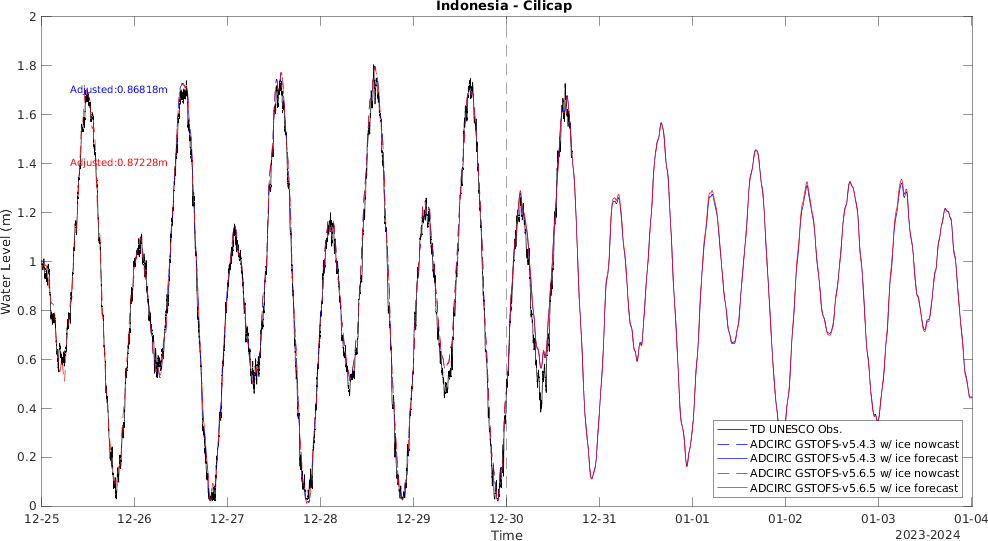 Indonesia - Cilicap
2
1.8
1.6
1.4
1.2
1
0.8
0.6
0.4
0.2
0
Water Level (m)
Adjusted:0.86818m
Adjusted:0.87228m
TD UNESCO Obs.
ADCIRC GSTOFS-v5.4.3 w/ ice nowcast
ADCIRC GSTOFS-v5.4.3 w/ ice forecast
ADCIRC GSTOFS-v5.6.5 w/ ice nowcast
ADCIRC GSTOFS-v5.6.5 w/ ice forecast
12-25 12-26 12-27 12-28 12-29 12-30 12-31 01-01 01-02 01-03 01-04
Time
2023-2024